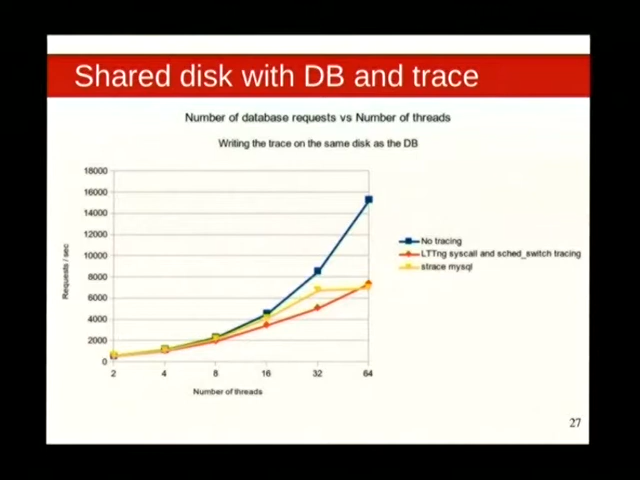 Shared disk with DB and trace
Number of database requests vs Number of threads
Writing the trace on the same disk as the DB
18000
16000
14000
12000
10000
8000
6000
4000
2000
0
Requests / sec
2 4 8 16 32 64
Number of threads
No tracing
LTTng syscall and sched_switch tracing
strace mysql
27